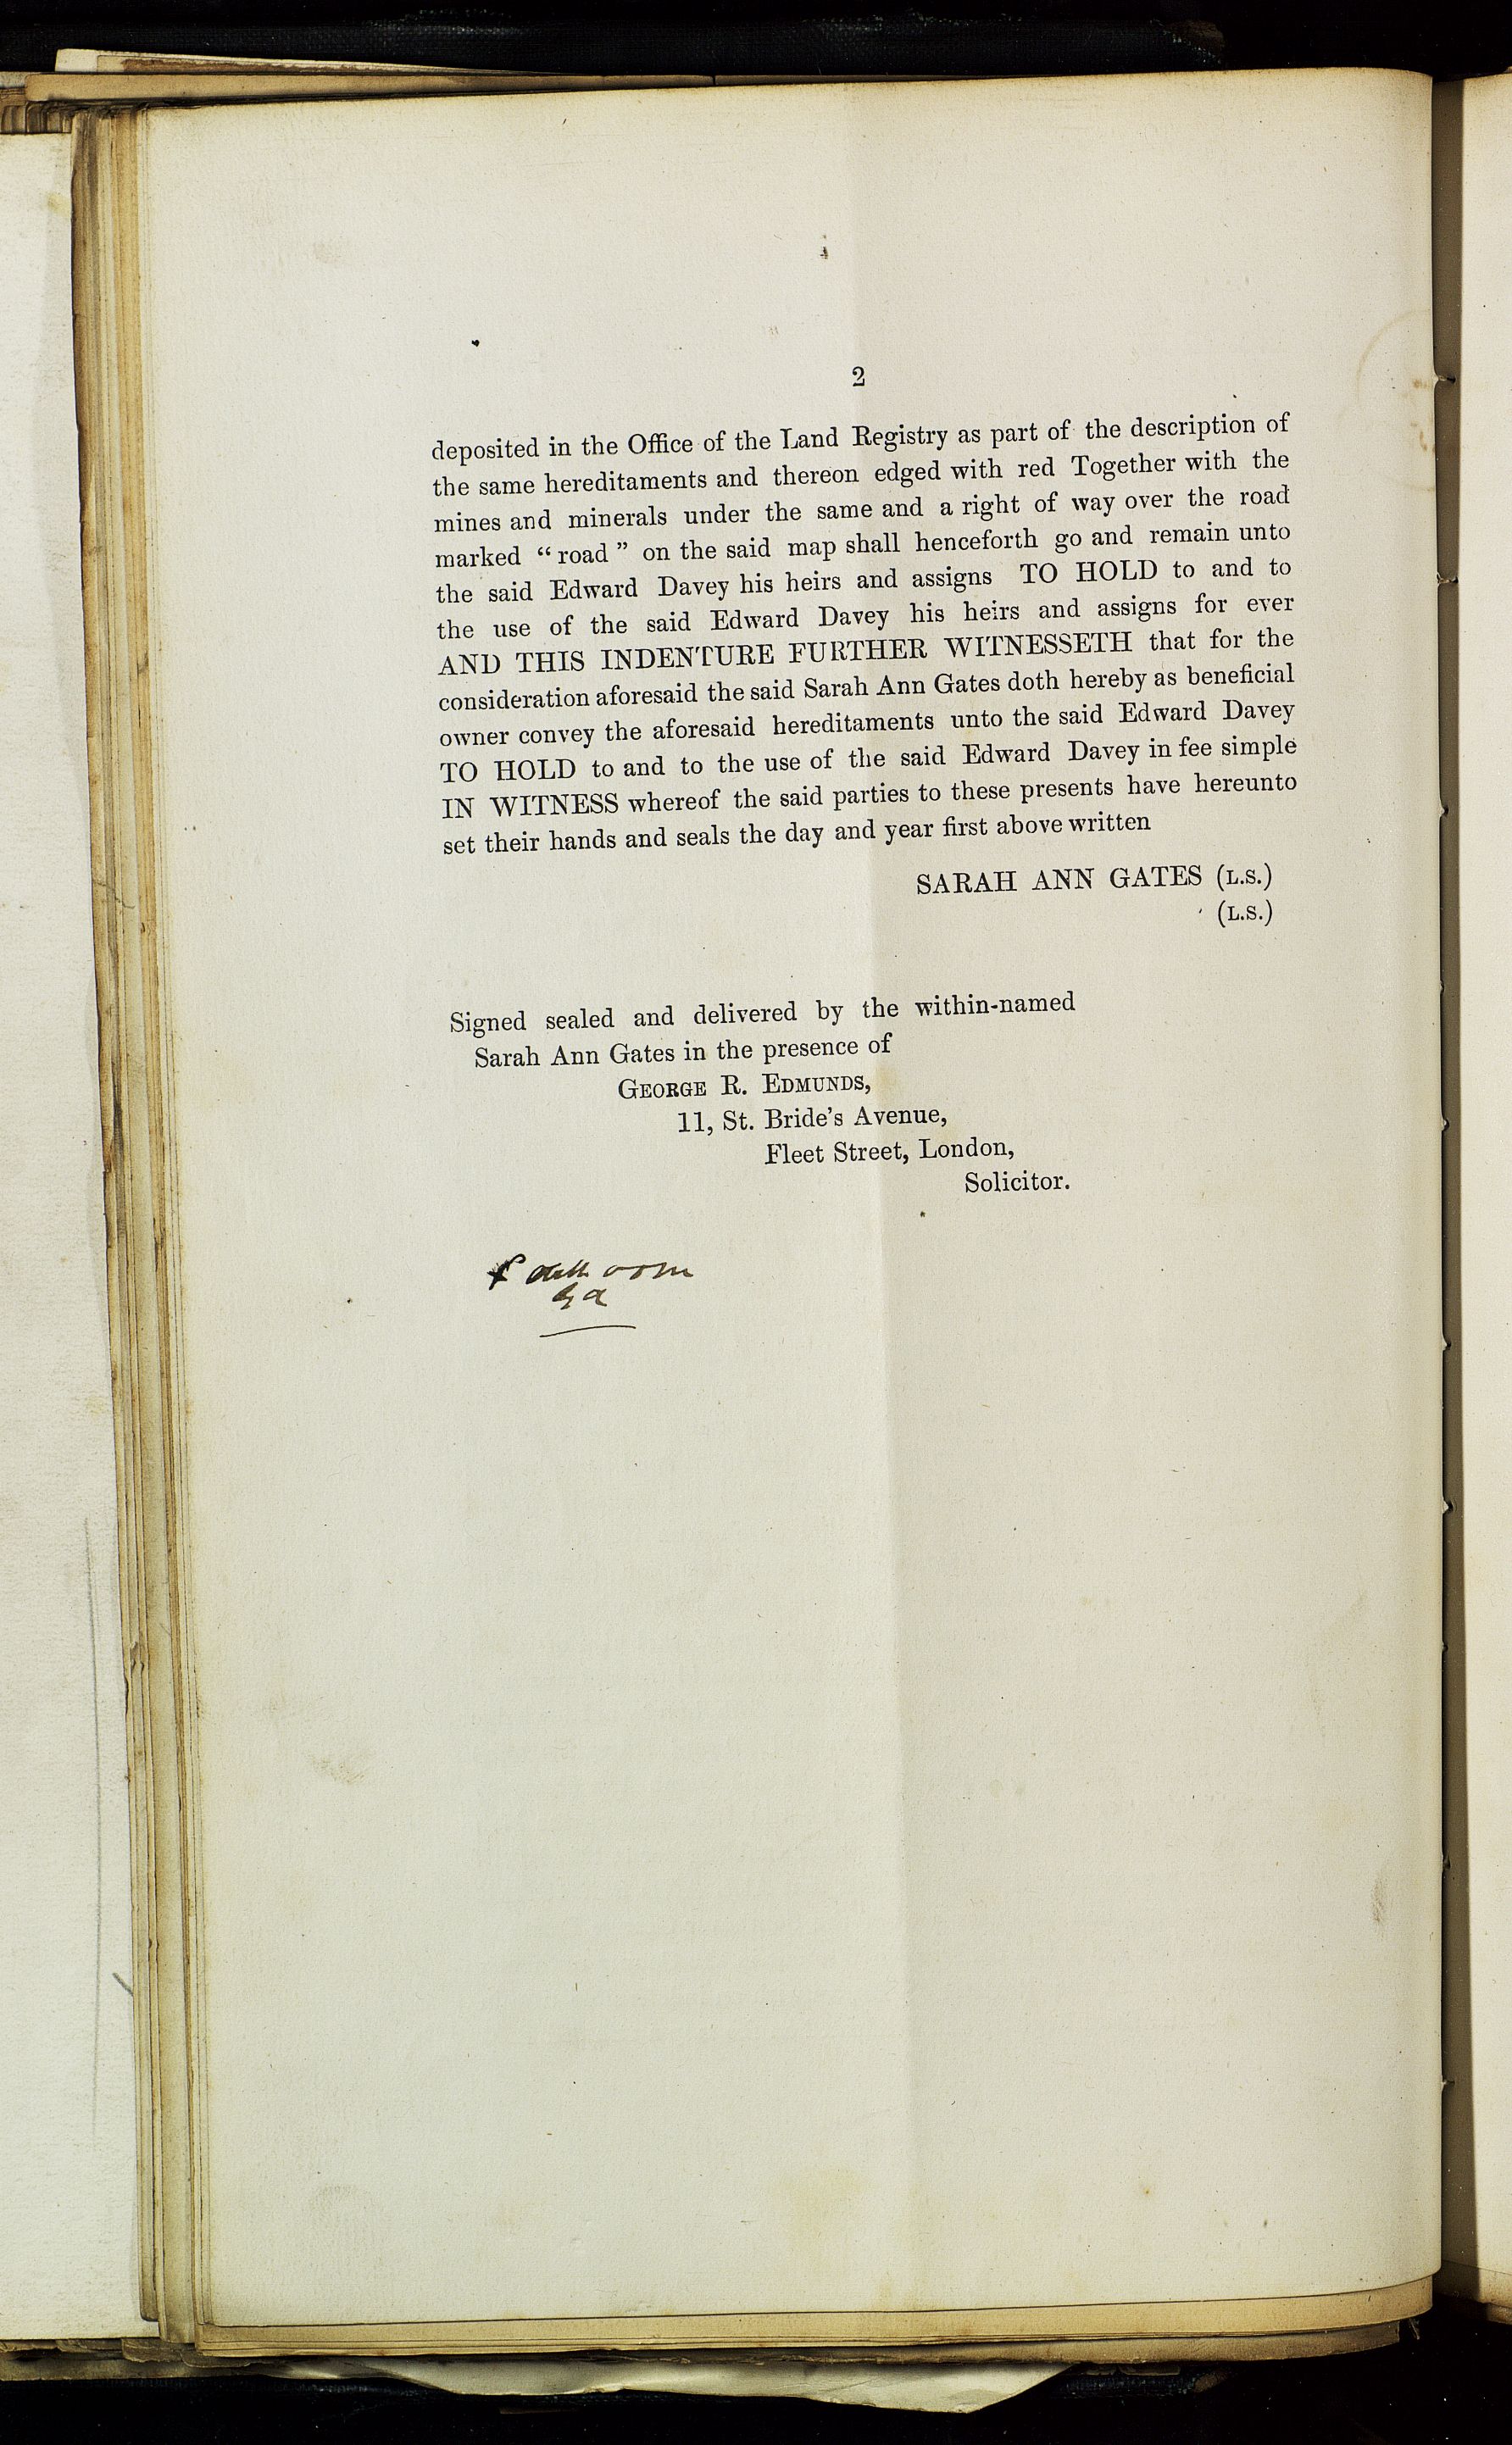 2
deposited in the Office of the Land Registry as part of the description of
the same hereditaments and thereon edged with red Together with the
mines and minerals under the same and a right of way over the road
marked “road” on the said map shall henceforth go and remain unto
the said Edward Davey his heirs and assigns TO HOLD to and to
the use of the said Edward Davey his heirs and assigns for ever
AND THIS INDENTURE FURTHER WITNESSETH that for the
consideration aforesaid the said Sarah Ann Gates doth hereby as beneficial
owner convey the aforesaid hereditaments unto the said Edward Davey
TO HOLD to and to the use of the said Edward Davey in fee simple
IN WITNESS whereof the said parties to these presents have hereunto
set their hands and seals the day and year first above written
SARAH ANN GATES (L.S.)
(L.S.)
Signed sealed and delivered by the within-named
Sarah Ann Gates in the presence of
GEORGE R. EDMUNDS,
11, St. Bride’s Avenue,
Fleet Street, London,
Solicitor.